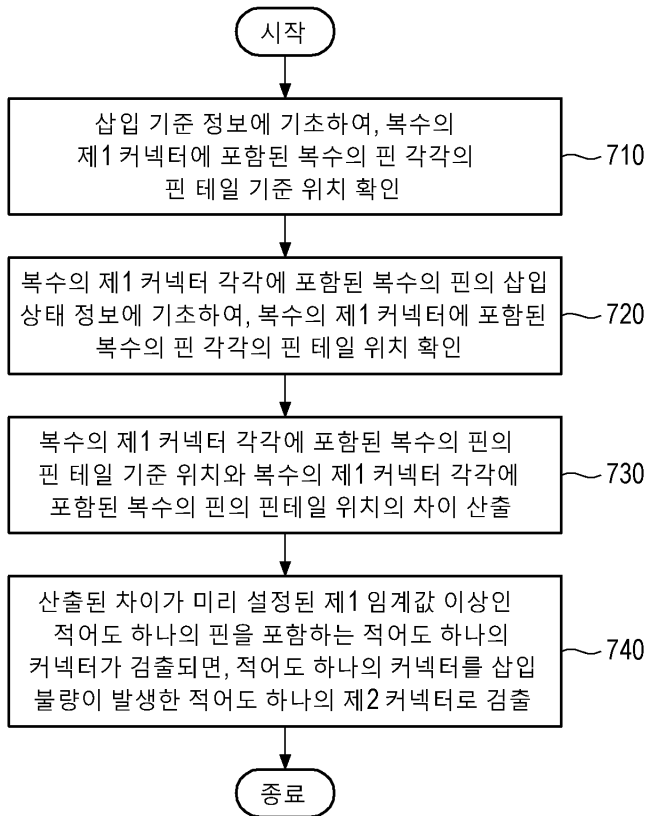 시작
삽입 기준 정보에 기초하여, 복수의
제1 커넥터에 포함된 복수의 핀 각각의
핀 테일 기준 위치 확인
710
복수의 제1 커넥터 각각에 포함된 복수의 핀의 삽입
상태 정보에 기초하여, 복수의 제1 커넥터에 포함된
복수의 핀 각각의 핀 테일 위치 확인
720
복수의 제1 커넥터 각각에 포함된 복수의 핀의
핀 테일 기준 위치와 복수의 제1 커넥터 각각에
포함된 복수의 핀의 핀테일 위치의 차이 산출
730
산출된 차이가 미리 설정된 제1 임계값 이상인
적어도 하나의 핀을 포함하는 적어도 하나의
커넥터가 검출되면, 적어도 하나의 커넥터를 삽입
불량이 발생한 적어도 하나의 제2 커넥터로 검출
740
종료